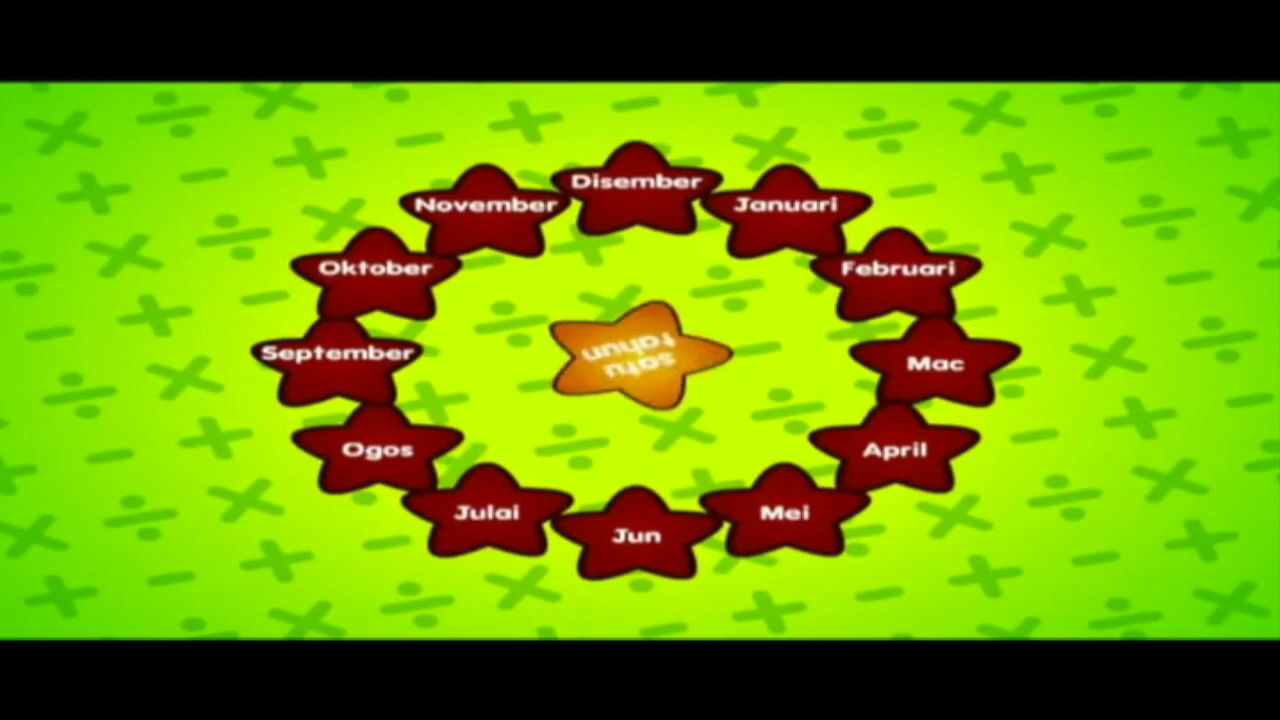 Disember
Januari
Februari
Mac
April
Mei
Jun
Julai
Ogos
September
Oktober
November
satu
tahun